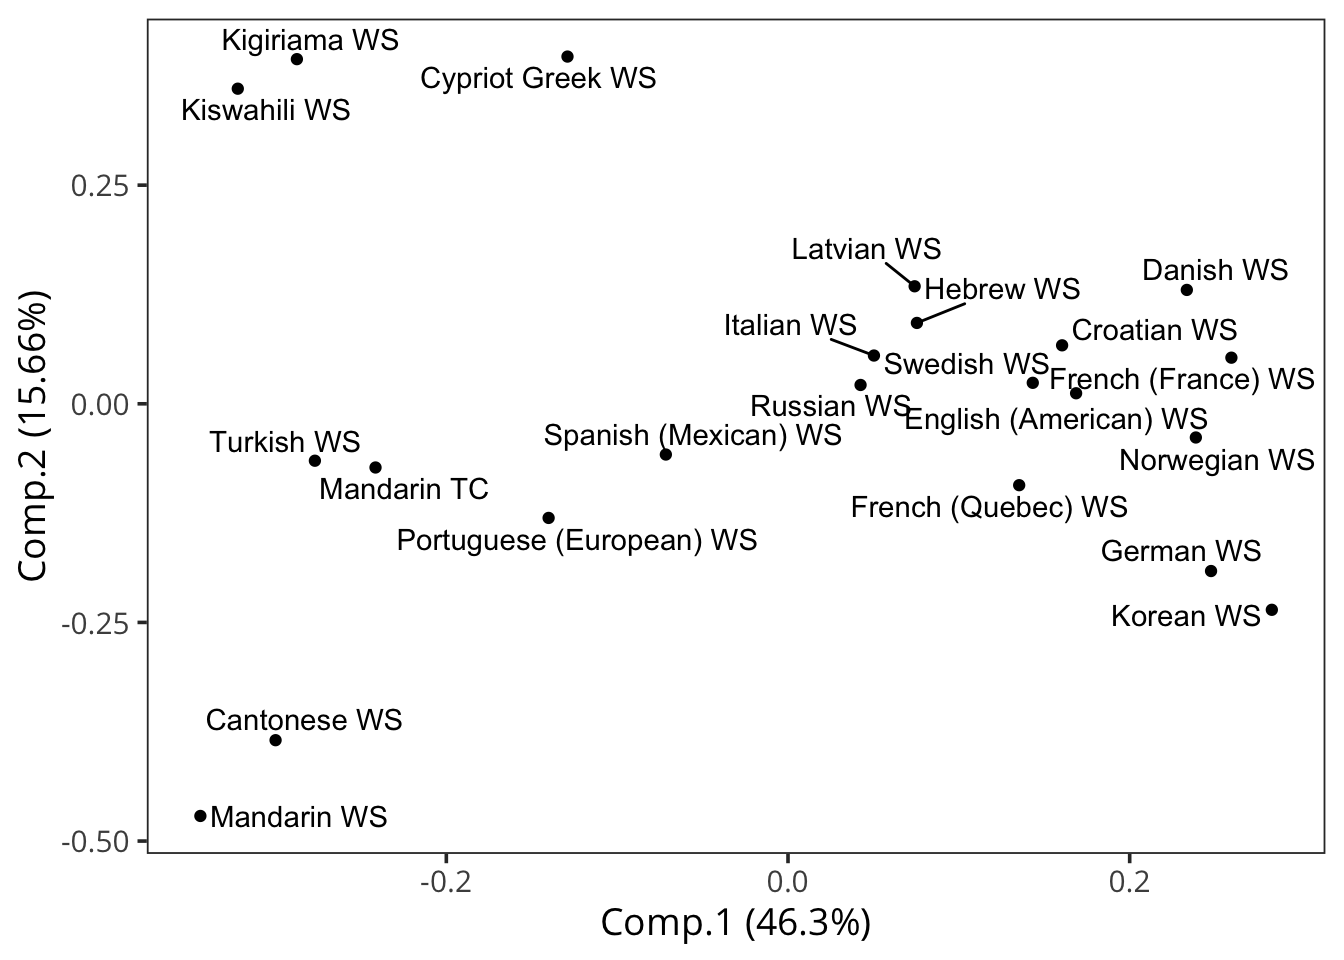 Kigiriama WS
Cypriot Greek WS
Kiswahili WS
0.25
Latvian WS
Danish WS
Hebrew WS
Italian WS
Croatian WS
Swedish WS
French (France) WS
0.00
Russian WS
English (American) WS
Turkish WS
Spanish (Mexican) WS
Norwegian WS
Mandarin TC
French (Quebec) WS
Portuguese (European) WS
German WS
Korean WS
-0.25
Cantonese WS
Mandarin WS
-0.50
Comp.2 (15.66%)
-0.2
0.0
0.2
Comp.1 (46.3%)